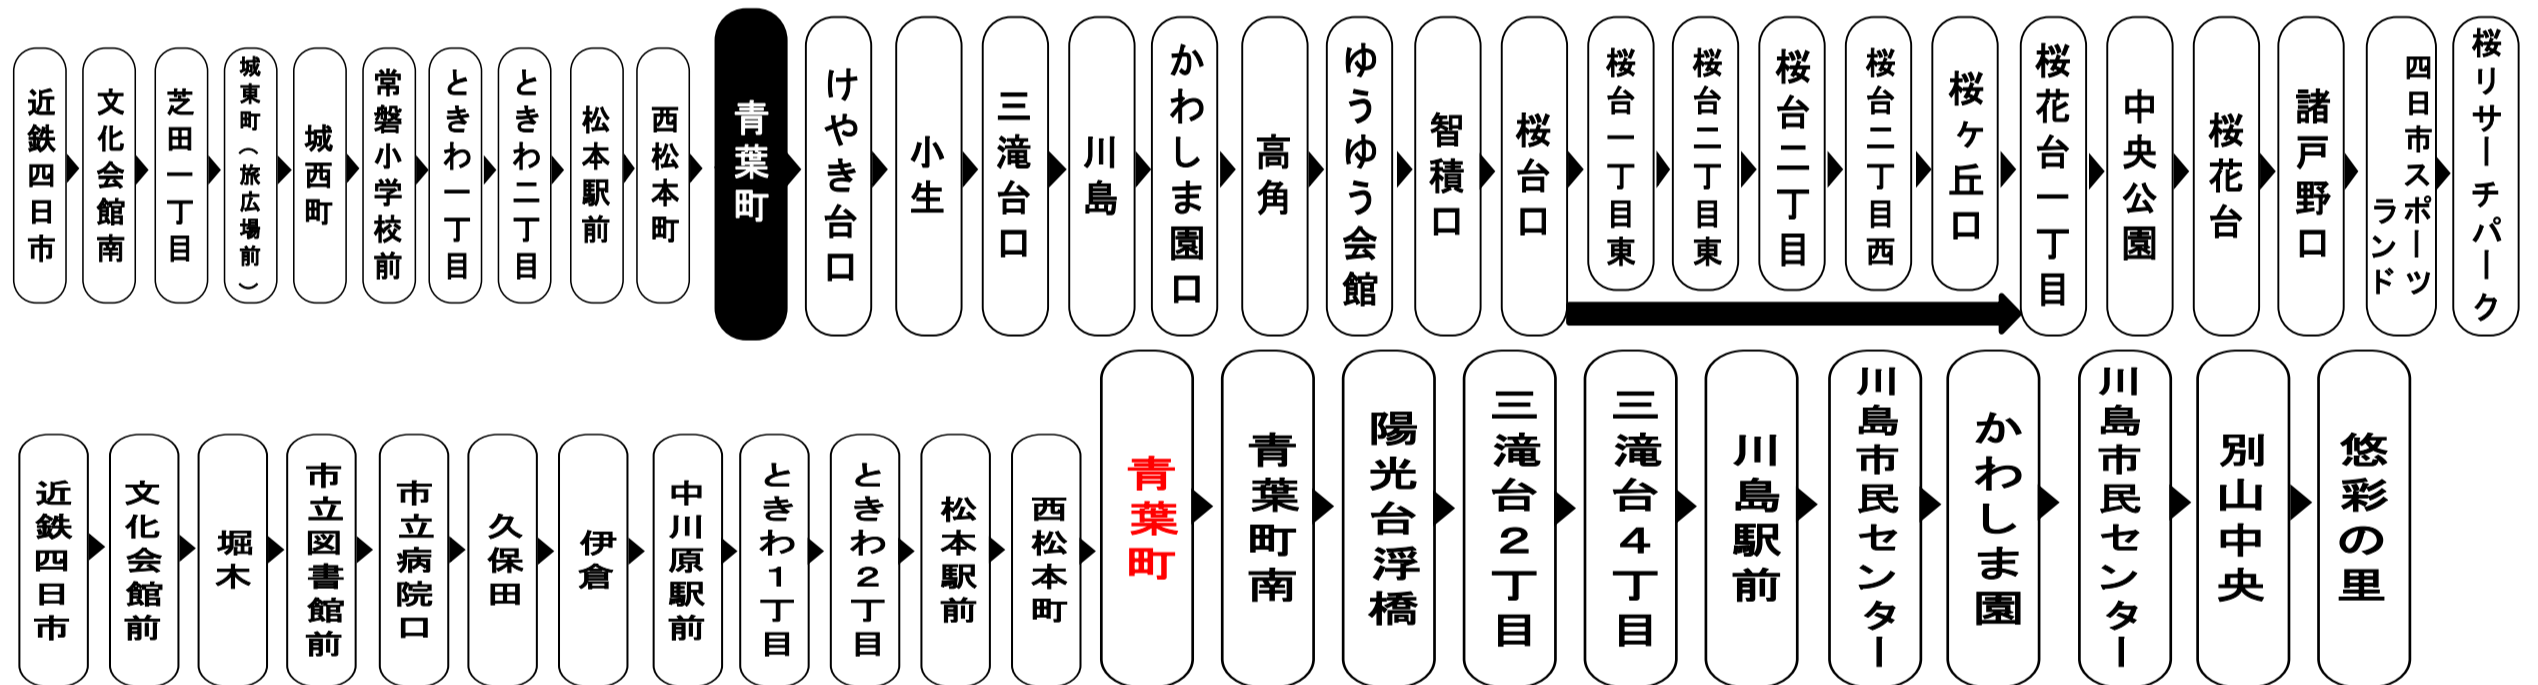 近鉄四日市
文化会館南
芝田一丁目
城東町（旅広場前）
城西町
常磐小学校前
ときわ一丁目
ときわ二丁目
松本駅前
西松本町
青葉町
けやき台口
小生
三滝台口
川島
かわしま園口
高角
ゆうゆう会館
智積口
桜台口
桜台一丁目東
桜台二丁目東
桜台二丁目
桜台二丁目西
桜ヶ丘口
桜花台一丁目
中央公園
桜花台
諸戸野口
四日市スポーツ
ランド
桜リサーチパーク
近鉄四日市
文化会館前
堀木
市立図書館前
市立病院口
久保田
伊倉
中川原駅前
ときわ1丁目
ときわ2丁目
松本駅前
西松本町
青葉町
青葉町南
陽光台浮橋
三滝台2丁目
三滝台4丁目
川島駅前
川島市民センター
かわしま園
川島市民センター
別山中央
悠彩の里